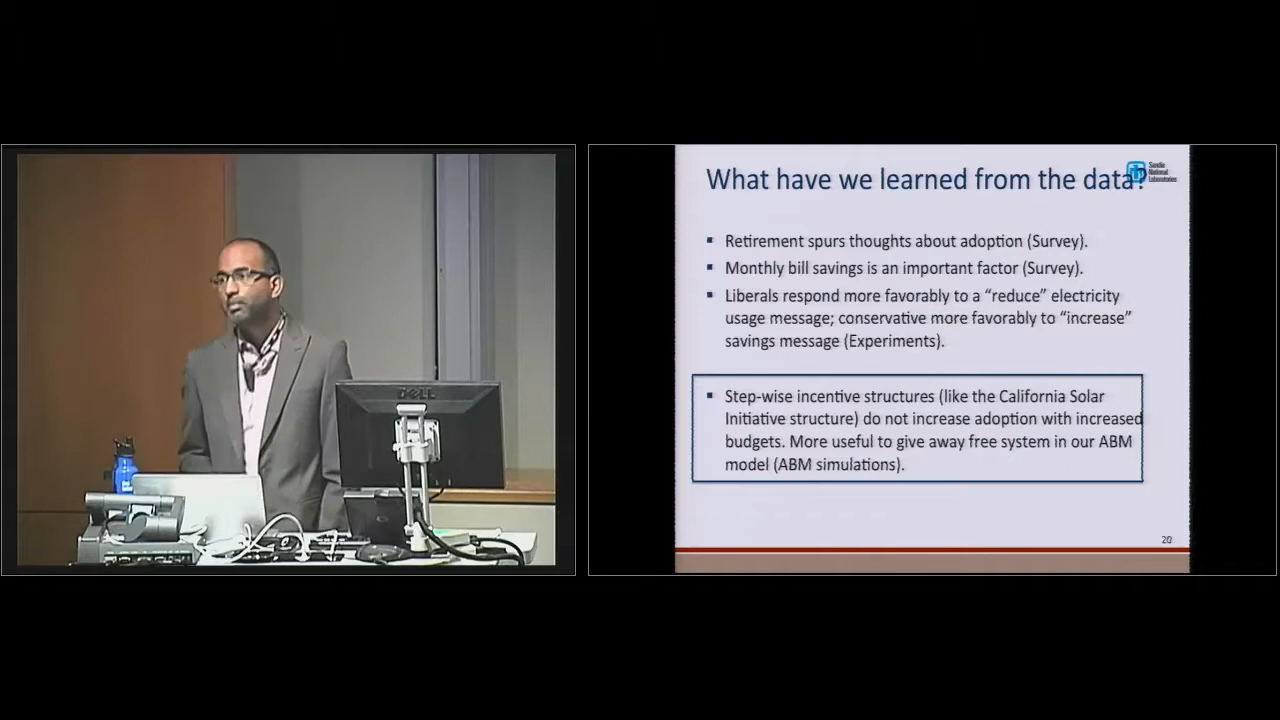 What have we learned from the data?
Sandia
National
Laboratories
Retirement spurs thoughts about adoption (Survey).
Monthly bill savings is an important factor (Survey).
Liberals respond more favorably to a “reduce” electricity
usage message; conservative more favorably to “increase”
savings message (Experiments).
Step-wise incentive structures (like the California Solar
Initiative structure) do not increase adoption with increased
budgets. More useful to give away free system in our ABM
model (ABM simulations).
20
DELL